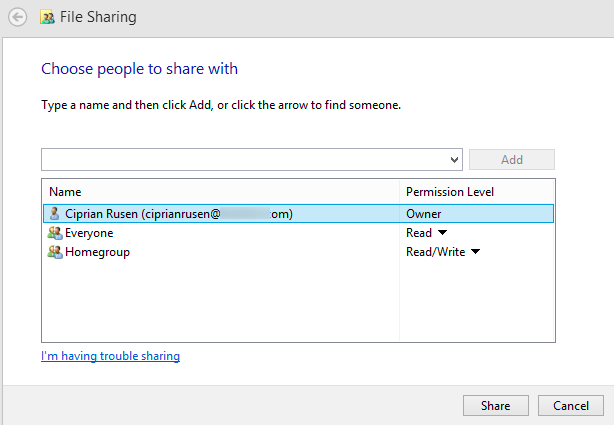 File Sharing
Choose people to share with
Type a name and then click Add, or click the arrow to find someone.
Add
Name Permission Level
Ciprian Rusen (ciprianrusen@ om) Owner
Everyone Read
Homegroup Read/Write
I'm having trouble sharing
Share Cancel